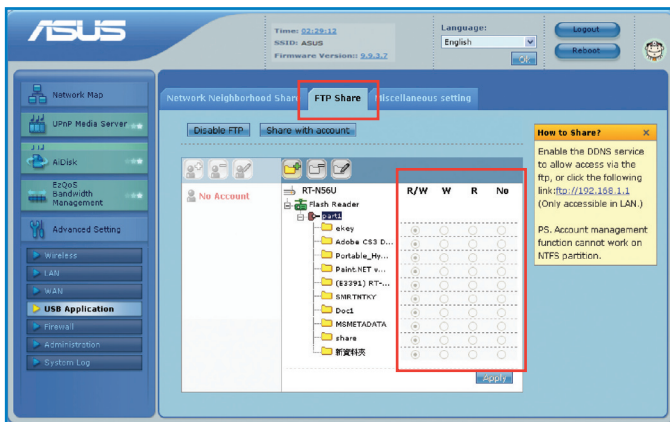 ASUS
Time: 02:29:12
SSID: ASUS
Firmware Version: 9.9.3.7
Language:
English
OK
Logout
Reboot
Network Map
UPnP Media Server
AiDisk
EzQoS
Bandwidth
Management
Advanced Setting
Wireless
LAN
WAN
USB Application
Firewall
Administration
System Log
Network Neighborhood Share
FTP Share
Miscellaneous setting
Disable FTP
Share with account
No Account
RT-N56U
Flash Reader
part1
ekey
Adobe CS3 D...
Portable_Hy...
Paint.NET v...
(E3391) RT-...
SMRTNTKY
Doc1
MSMETADATA
share
新資料夾
R/W W R No
Apply
How to Share? ×
Enable the DDNS service
to allow access via the
ftp, or click the following
link:ftp://192.168.1.1
(Only accessible in LAN.)
PS. Account management
function cannot work on
NTFS partition.